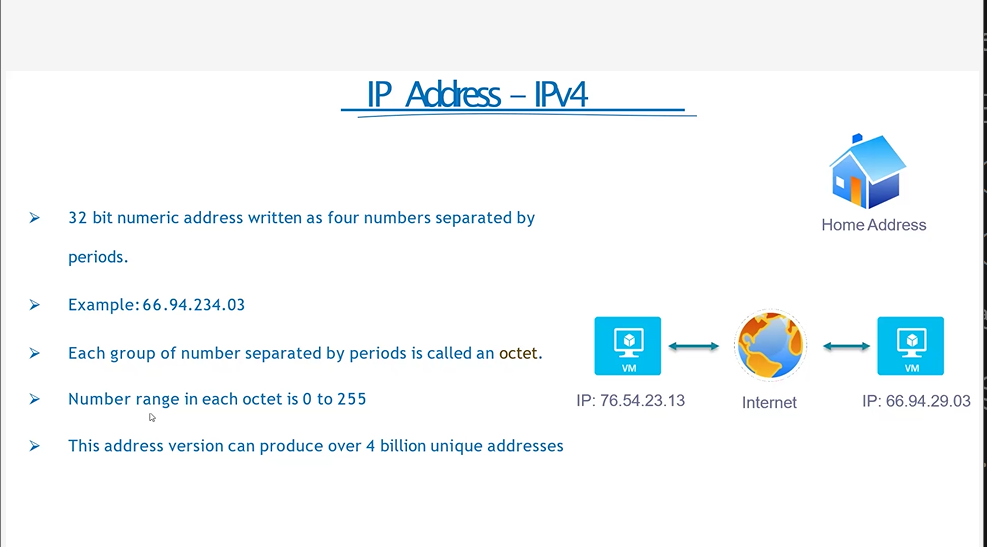 IP Address – IPv4
32 bit numeric address written as four numbers separated by
periods.
Example: 66.94.234.03
Each group of number separated by periods is called an octet.
Number range in each octet is 0 to 255
This address version can produce over 4 billion unique addresses
Home Address
VM
VM
IP: 76.54.23.13
Internet
IP: 66.94.29.03